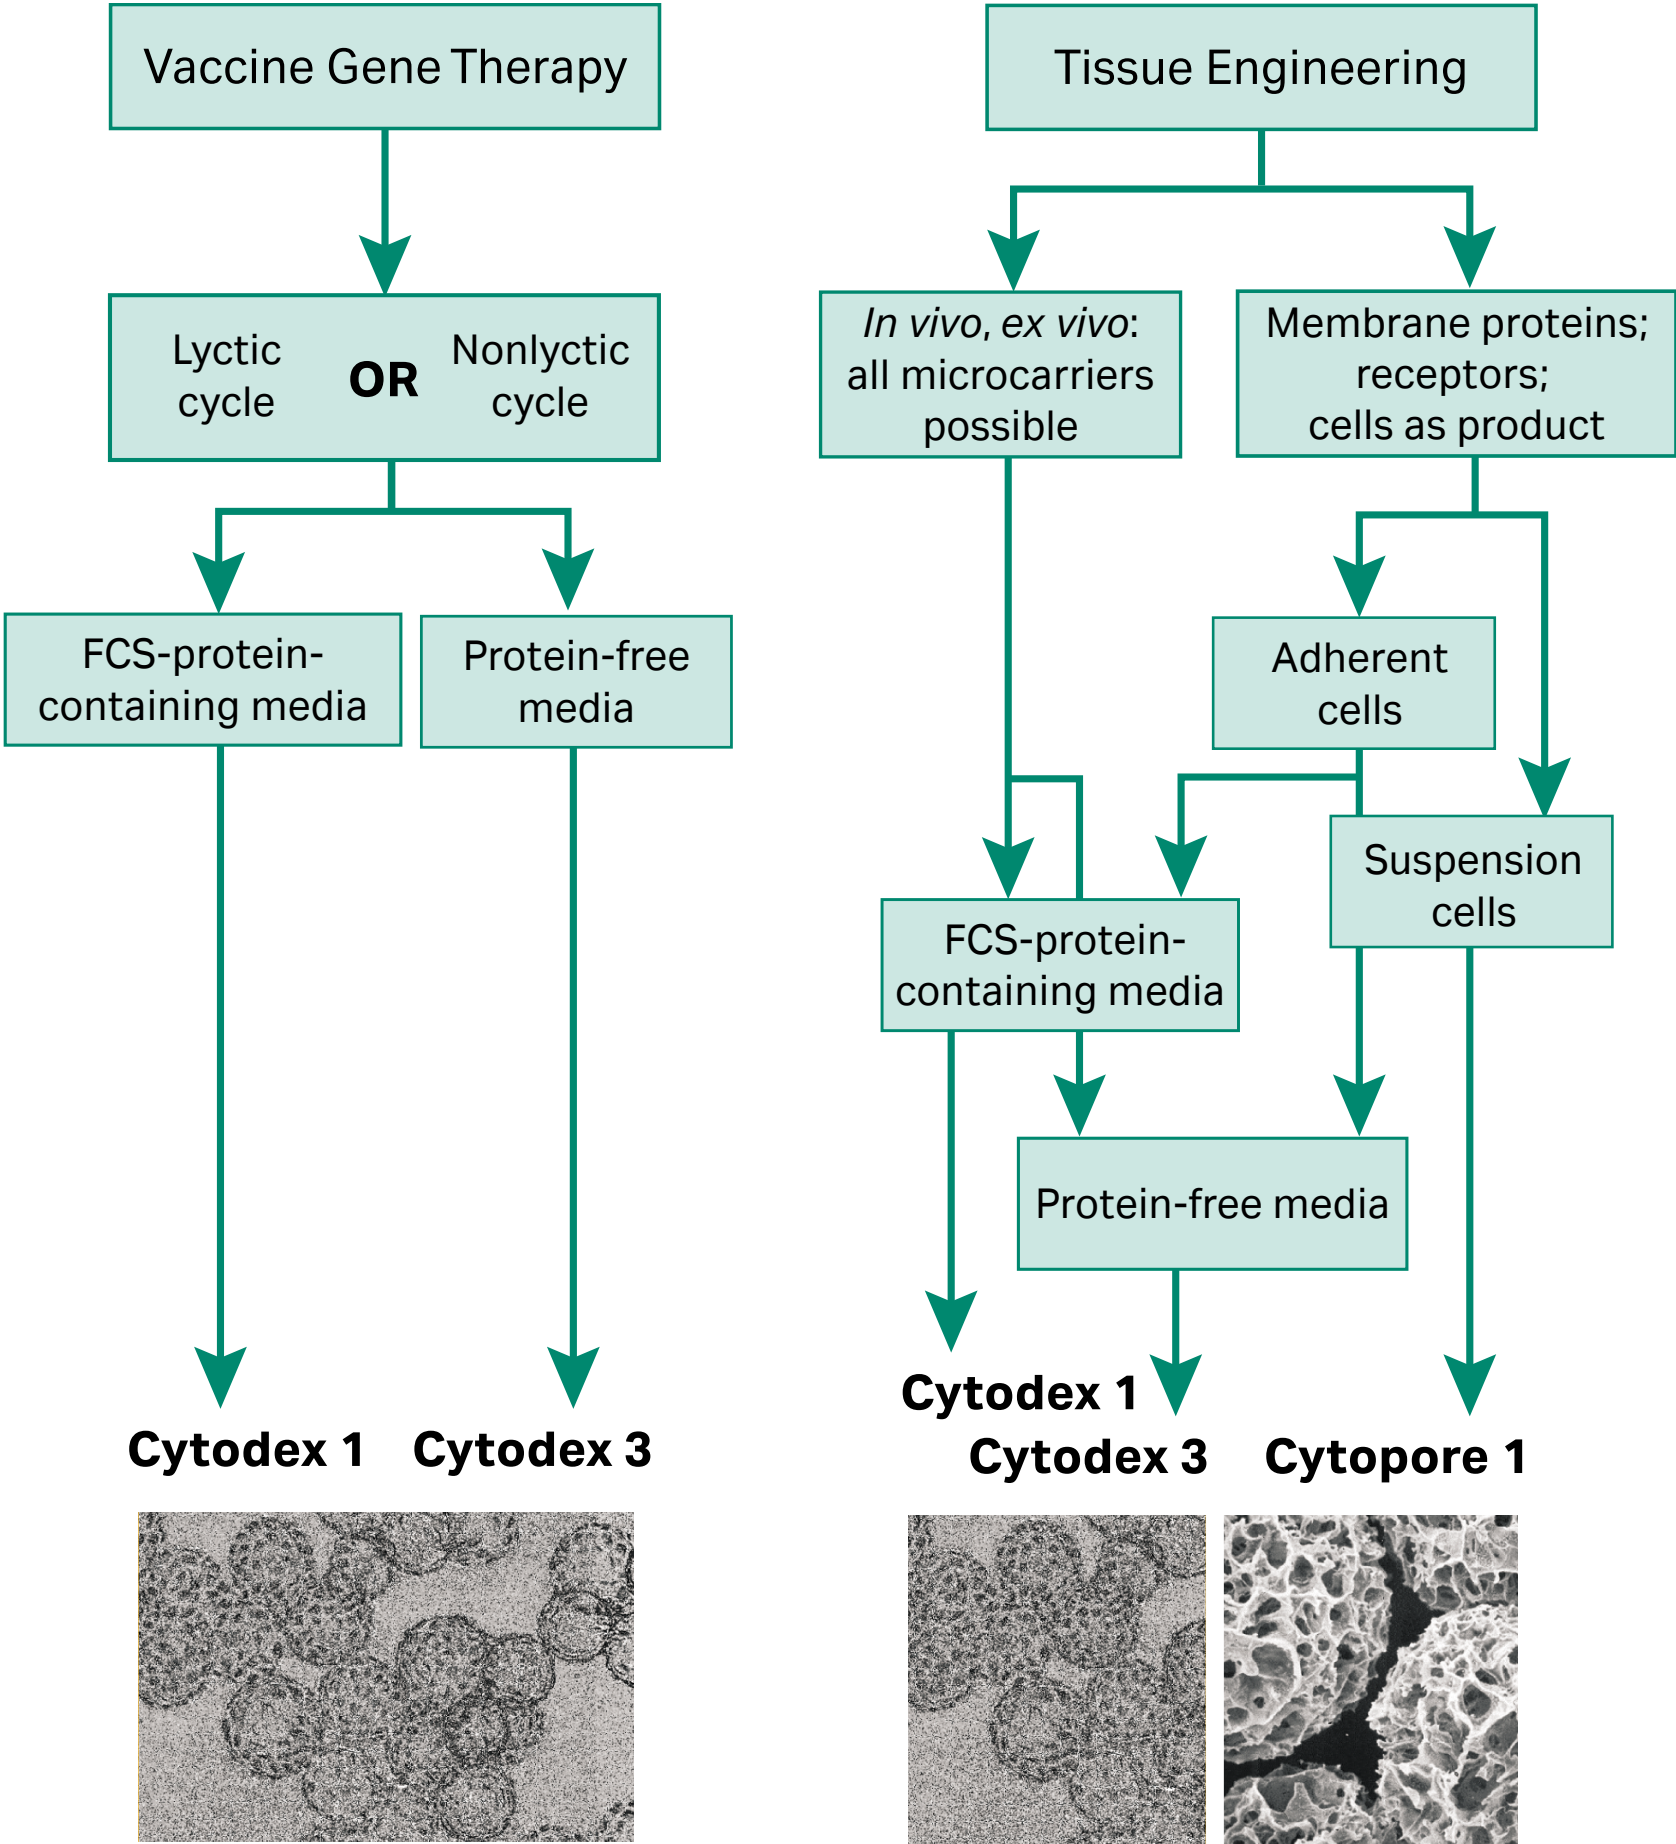 Vaccine Gene Therapy
Lyctic
cycle
OR
Nonlyctic
cycle
FCS-protein-
containing media
Protein-free
media
Cytodex 1
Cytodex 3
Tissue Engineering
In vivo, ex vivo:
all microcarriers
possible
Membrane proteins;
receptors;
cells as product
Adherent
cells
Suspension
cells
FCS-protein-
containing media
Protein-free media
Cytodex 1
Cytodex 3
Cytopore 1